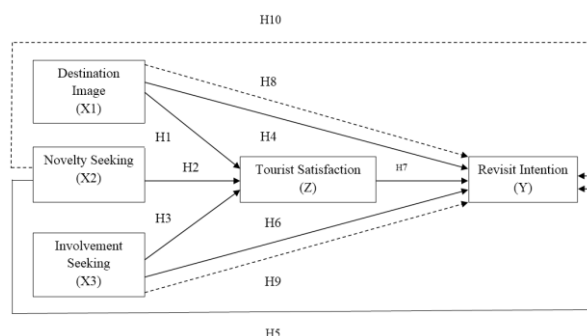 H10
Destination
Image
(X1)
H8
H1
H4
Novelty Seeking
(X2)
H2
Tourist Satisfaction
(Z)
H7
Revisit Intention
(Y)
H3
H6
Involvement
Seeking
(X3)
H9
H5